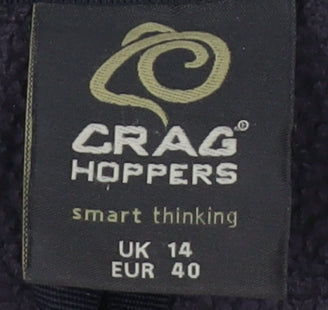 CRAG®
HOPPERS
smart thinking
UK 14
EUR 40